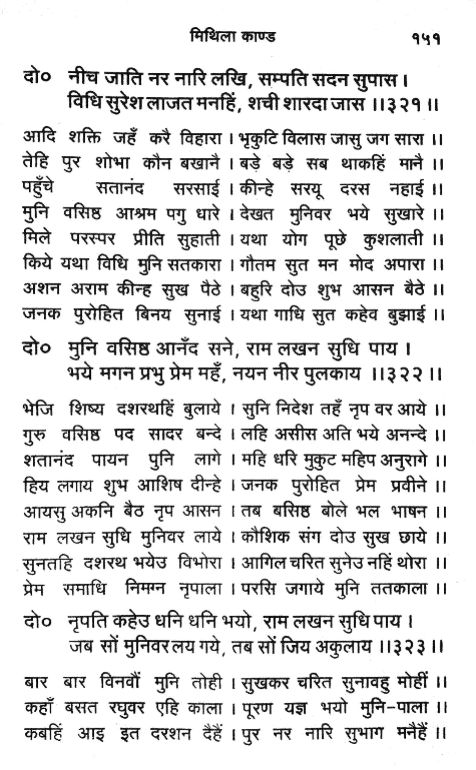 मिथिला काण्ड १५१
दो० नीच जाति नर नारि लखि, सम्पति सदन सुपास ।
विधि सुरेश लाजत मनहिं, शची शारदा जास ।।३२१।।
आदि शक्ति जहँ करै विहारा । भृकुटि विलास जासु जग सारा ।।
तेहि पुर शोभा कौन बखानै । बड़े बड़े सब थाकहिं मानै ।।
पहुँचे सतानंद सरसाई । कीन्हे सरयू दरस नहाई ।।
मुनि वसिष्ठ आश्रम पगु धारे । देखत मुनिवर भये सुखारे ।।
मिले परस्पर प्रीति सुहाती । यथा योग पूछे कुशलाती ।।
किये यथा विधि मुनि सतकारा । गौतम सुत मन मोद अपारा ।।
अशन अराम कीन्ह सुख पैठे । बहुरि दोउ शुभ आसन बैठे ।।
जनक पुरोहित बिनय सुनाई । यथा गाधि सुत कहेव बुझाई ।।
दो० मुनि वसिष्ठ आनँद सने, राम लखन सुधि पाय ।
भये मगन प्रभु प्रेम महँ, नयन नीर पुलकाय ।।३२२।।
भेजि शिष्य दशरथहिं बुलाये । सुनि निदेश तहँ नृप वर आये ।।
गुरु वसिष्ठ पद सादर बन्दे । लहि असीस अति भये अनन्दे ।।
शतानंद पायन पुनि लागे । महि धरि मुकुट महिप अनुरागे ।।
हिय लगाय शुभ आशिष दीन्हे । जनक पुरोहित प्रेम प्रवीने ।।
आयसु अकनि बैठ नृप आसन । तब बसिष्ठ बोले भल भाषन ।।
राम लखन सुधि मुनिवर लाये । कौशिक संग दोउ सुख छाये ।।
सुनतहि दशरथ भयेउ विभोरा । आगिल चरित सुनेउ नहिं थोरा ।।
प्रेम समाधि निमग्न नृपाला । परसि जगाये मुनि ततकाला ।।
दो० नृपति कहेउ धनि धनि भयो, राम लखन सुधि पाय ।
जब सों मुनिवर लय गये, तब सों जिय अकुलाय ।।३२३।।
बार बार विनवौं मुनि तोही । सुखकर चरित सुनावहु मोहीं ।।
कहाँ बसत रघुवर एहि काला । पूरण यज्ञ भयो मुनि-पाला ।।
कबहिं आइ इत दरशन दैहैं । पुर नर नारि सुभाग मनैहैं ।।